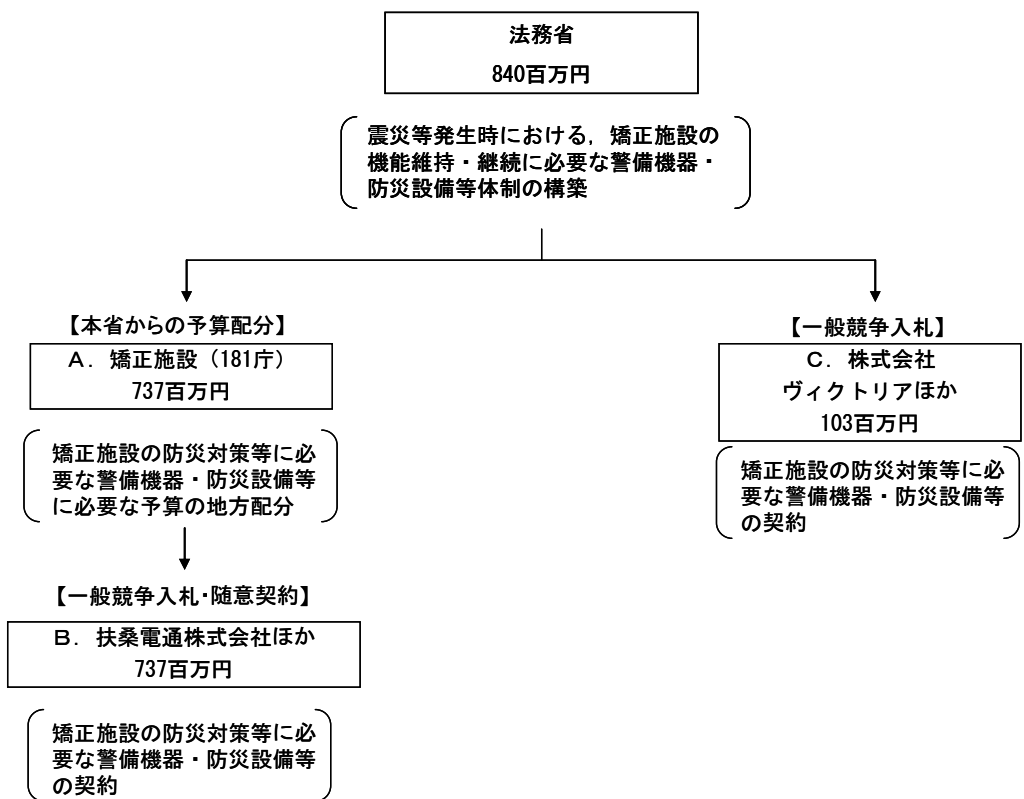 法務省
840百万円
震災等発生時における，矯正施設の
機能維持・継続に必要な警備機器・
防災設備等体制の構築
【本省からの予算配分】
A．矯正施設（181庁）
737百万円
矯正施設の防災対策等に必
要な警備機器・防災設備等
に必要な予算の地方配分
【一般競争入札・随意契約】
B．扶桑電通株式会社ほか
737百万円
矯正施設の防災対策等に必
要な警備機器・防災設備等
の契約
【一般競争入札】
C．株式会社
ヴィクトリアほか
103百万円
矯正施設の防災対策等に必
要な警備機器・防災設備等
の契約